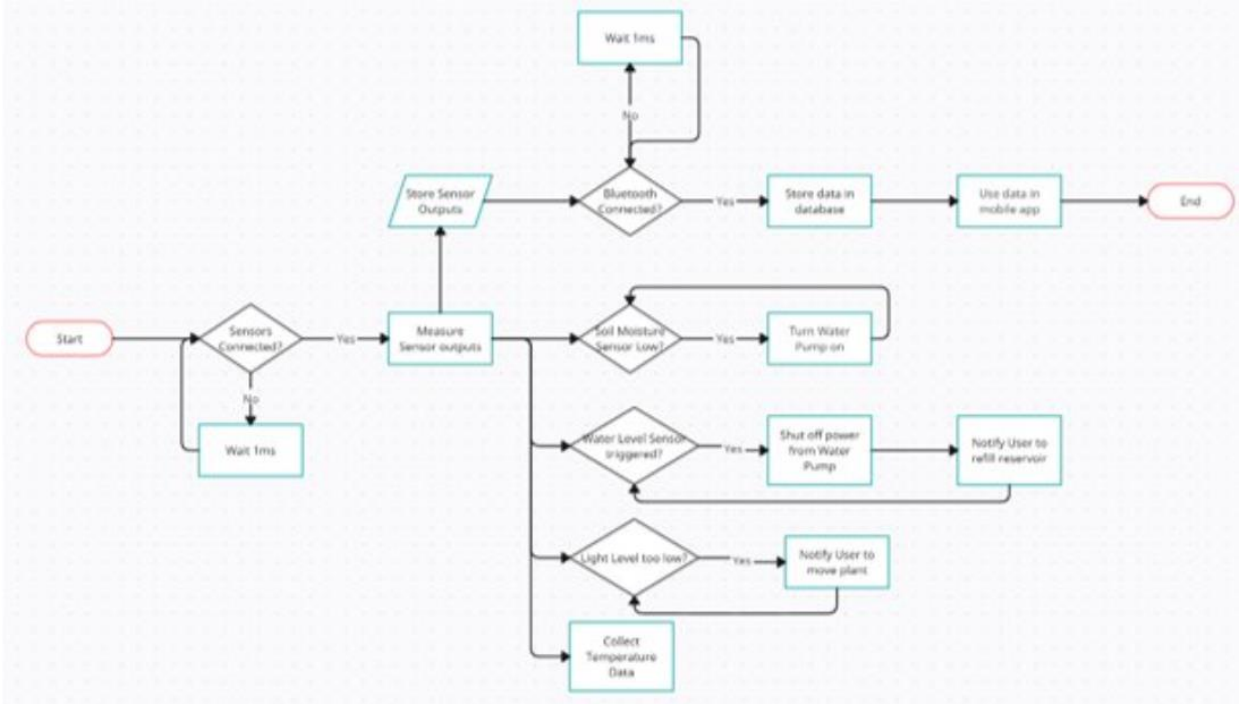 Wait 1ms
No
Store Sensor
Outputs
Bluetooth
Connected?
Yes
Store data in
database
Use data in
mobile app
End
Start
Sensors
Connected?
Yes
Measure
Sensor outputs
Soil Moisture
Sensor Low?
Yes
Turn Water
Pump on
No
Wait 1ms
Water Level Sensor
triggered?
Yes
Shut off power
from Water
Pump
Notify User to
refill reservoir
Light Level too low?
Yes
Notify User to
move plant
Collect
Temperature
Data